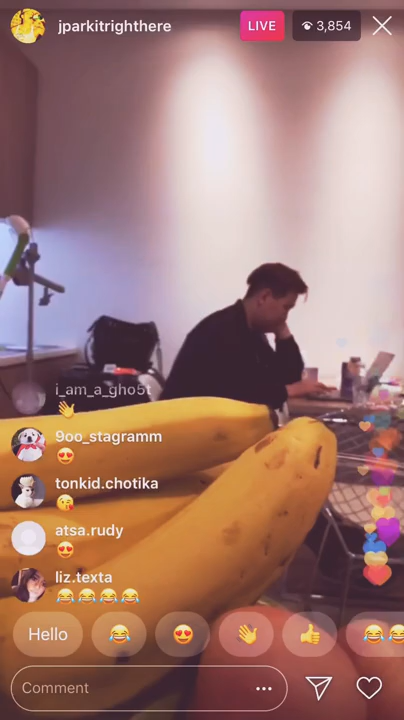 jparkitrighthere
LIVE
3,854
i_am_a_gho5t
👋
9oo_stagramm
😍
tonkid.chotika
😘
atsa.rudy
😍
liz.texta
😂😂😂😂
Hello 😂 😍 👋 👍 😂😂
Comment